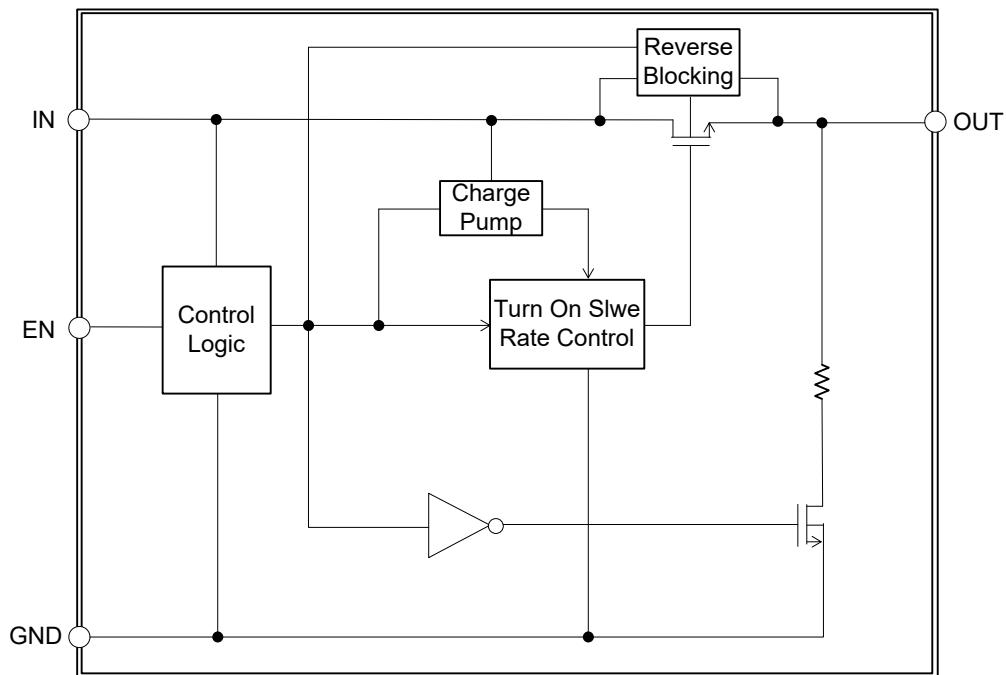 Reverse
Blocking
IN
OUT
Charge
Pump
Control
Logic
Turn On Slwe
Rate Control
EN
GND